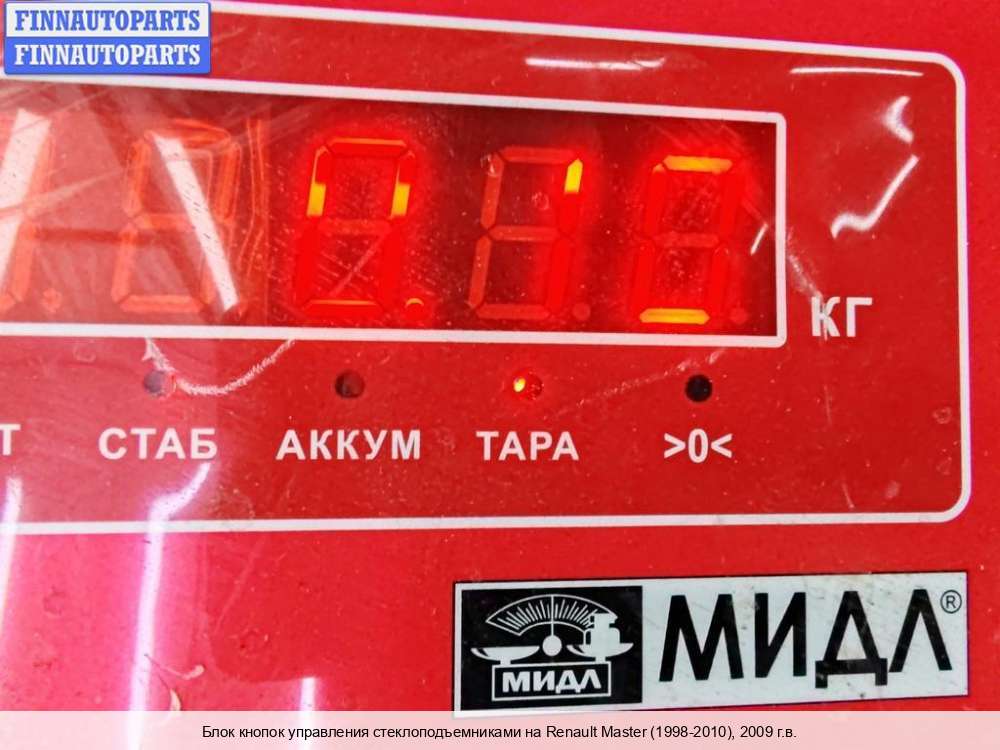 FINNAUTOPARTS
FINNAUTOPARTS
КГ
Т СТАБ АККУМ ТАРА >0<
МИДЛ МИДЛ®
Блок кнопок управления стеклоподъемниками на Renault Master (1998-2010), 2009 г.в.